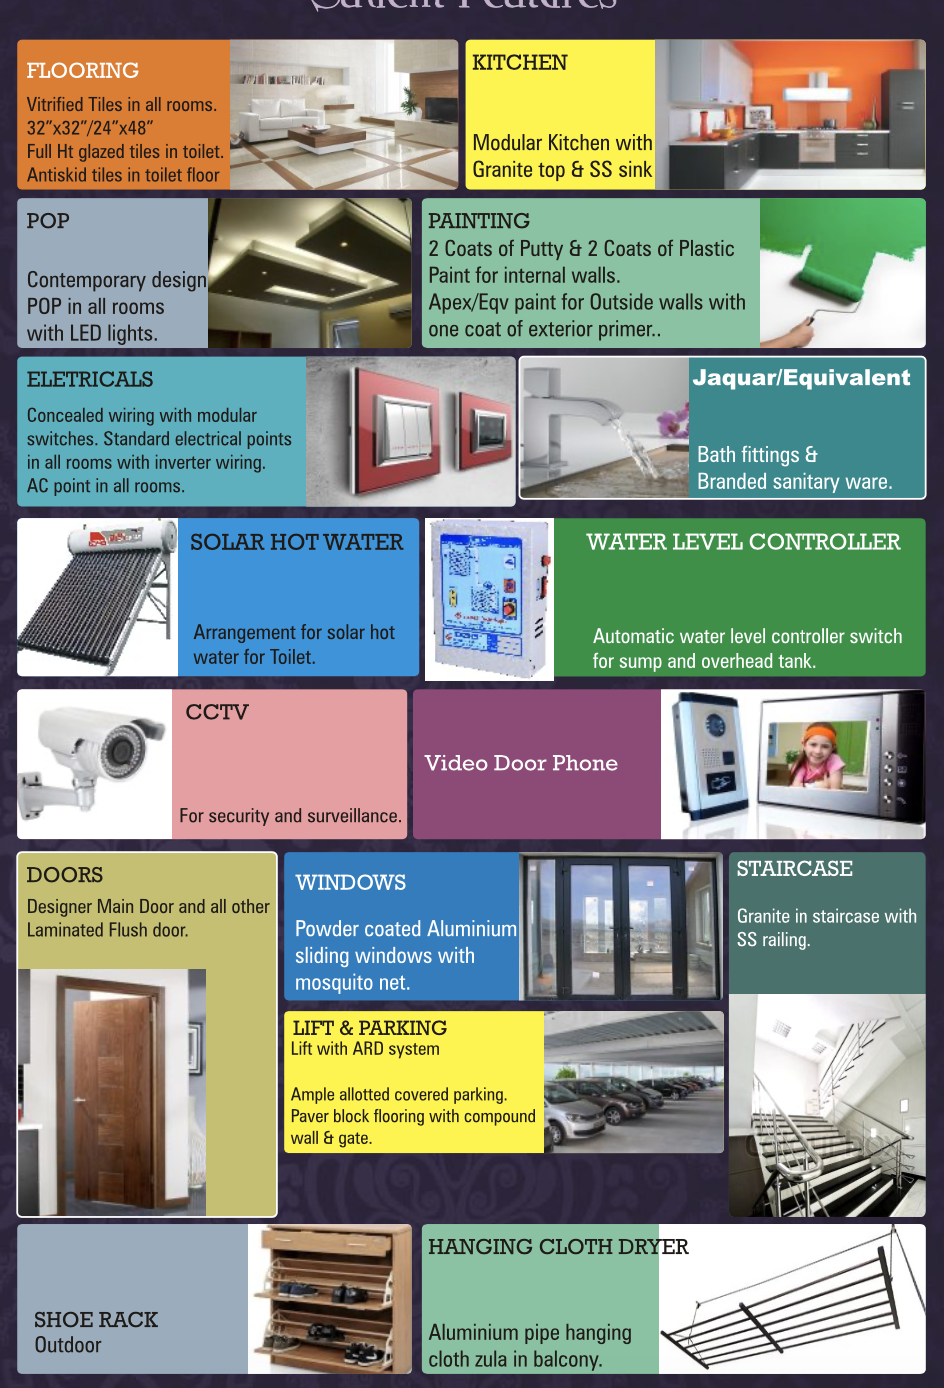 Salient Features
FLOORING
Vitrified Tiles in all rooms.
32”x32”/24”x48”
Full Ht glazed tiles in toilet.
Antiskid tiles in toilet floor
KITCHEN
Modular Kitchen with
Granite top & SS sink
POP
Contemporary design
POP in all rooms
with LED lights.
PAINTING
2 Coats of Putty & 2 Coats of Plastic
Paint for internal walls.
Apex/Eqv paint for Outside walls with
one coat of exterior primer..
ELETRICALS
Concealed wiring with modular
switches. Standard electrical points
in all rooms with inverter wiring.
AC point in all rooms.
Jaquar/Equivalent
Bath fittings &
Branded sanitary ware.
SOLAR HOT WATER
Arrangement for solar hot
water for Toilet.
WATER LEVEL CONTROLLER
Automatic water level controller switch
for sump and overhead tank.
CCTV
For security and surveillance.
Video Door Phone
DOORS
Designer Main Door and all other
Laminated Flush door.
WINDOWS
Powder coated Aluminium
sliding windows with
mosquito net.
STAIRCASE
Granite in staircase with
SS railing.
LIFT & PARKING
Lift with ARD system
Ample allotted covered parking.
Paver block flooring with compound
wall & gate.
SHOE RACK
Outdoor
HANGING CLOTH DRYER
Aluminium pipe hanging
cloth zula in balcony.